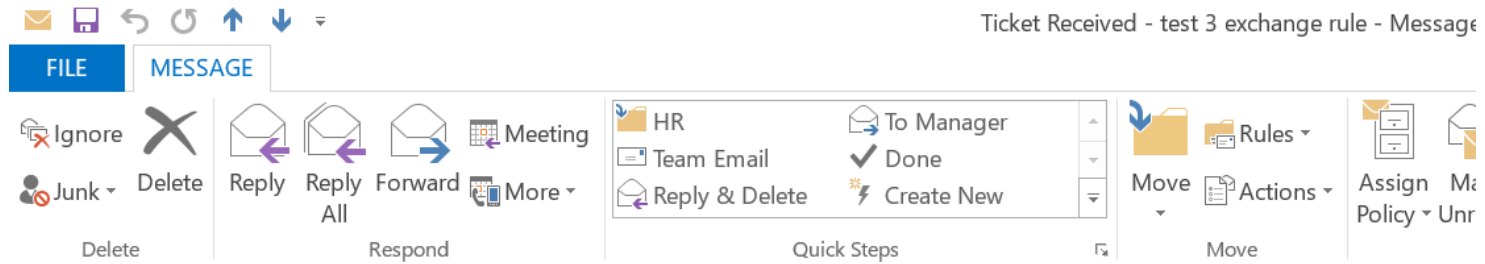 Ticket Received - test 3 exchange rule - Message
FILE MESSAGE
Ignore
Junk
Delete
Delete
Reply
Reply All
Forward
Meeting
More
Respond
HR
Team Email
Reply & Delete
To Manager
Done
Create New
Quick Steps
Move
Rules
Actions
Move
Assign Policy
Ma
Unr